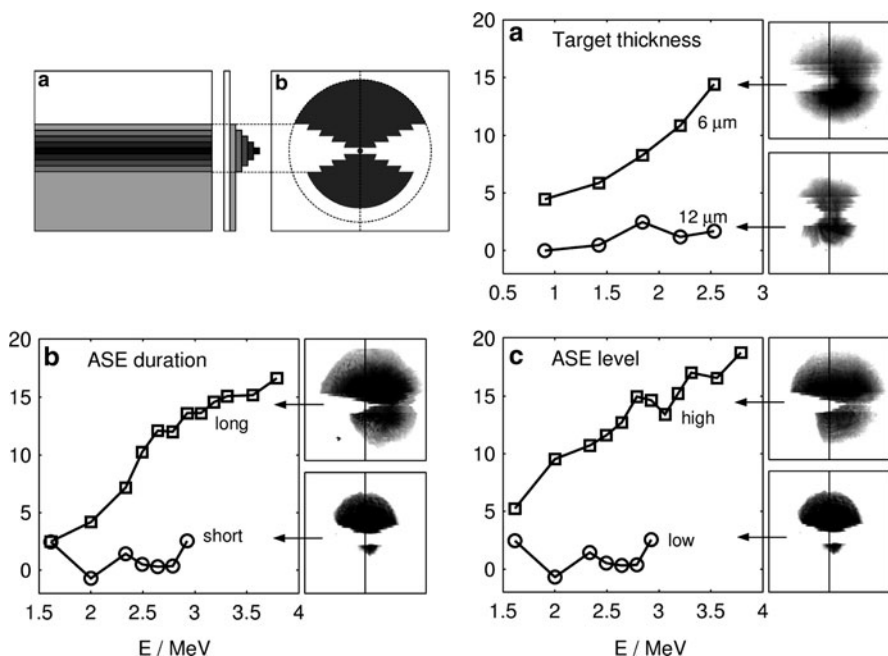 a
b
a Target thickness
20
15
10
5
0
6 µm
12 µm
0.5 1 1.5 2 2.5 3
b ASE duration
20
15
10
5
0
long
short
1.5 2 2.5 3 3.5 4
E / MeV
c ASE level
20
15
10
5
0
high
low
1.5 2 2.5 3 3.5 4
E / MeV